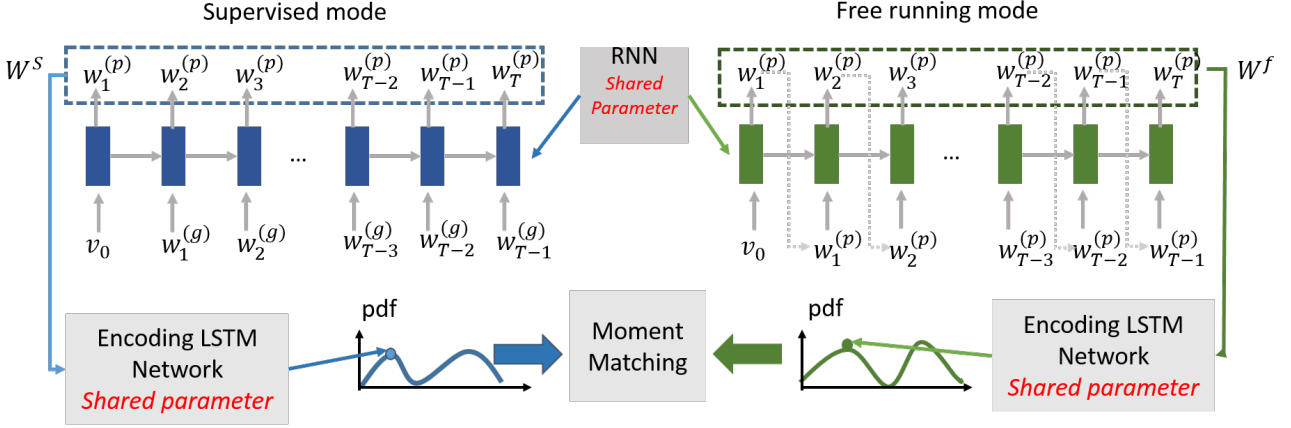 Supervised mode
Free running mode
W^S
w_1^{(p)} w_2^{(p)} w_3^{(p)} w_{T-2}^{(p)} w_{T-1}^{(p)} w_T^{(p)}
RNN
Shared
Parameter
w_1^{(p)} w_2^{(p)} w_3^{(p)} w_{T-2}^{(p)} w_{T-1}^{(p)} w_T^{(p)}
W^f
...
...
v_0 w_1^{(g)} w_2^{(g)} w_{T-3}^{(g)} w_{T-2}^{(g)} w_{T-1}^{(g)}
v_0 w_1^{(p)} w_2^{(p)} w_{T-3}^{(p)} w_{T-2}^{(p)} w_{T-1}^{(p)}
Encoding LSTM
Network
Shared parameter
pdf
Moment
Matching
pdf
Encoding LSTM
Network
Shared parameter